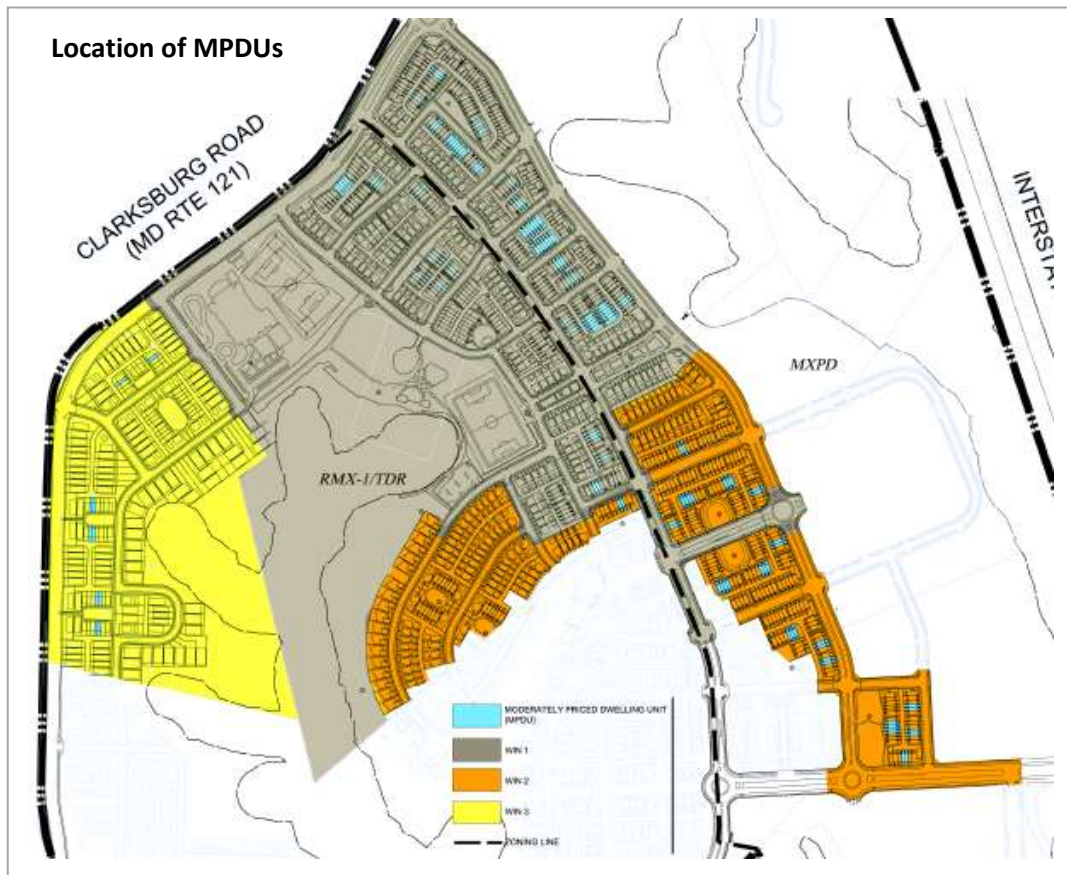 Location of MPDUs
CLARKSBURG ROAD
(MD RTE 121)
INTERSTA
MXPD
RMX-1/TDR
MODERATELY PRICED DWELLING UNIT
(MPDU)
WIN 1
WIN 2
WIN 3
ZONING LINE